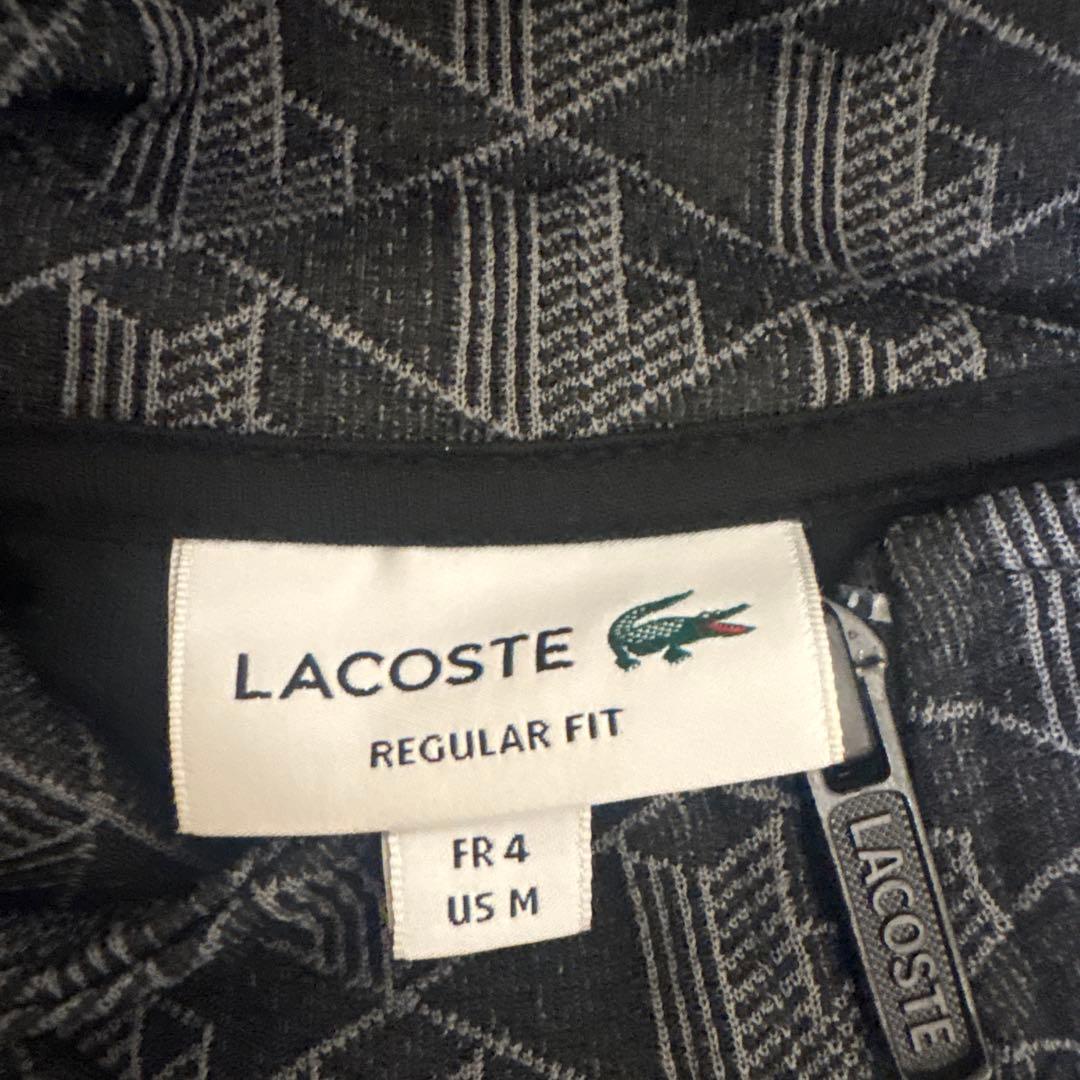 LACOSTE
REGULAR FIT
FR 4
US M
LACOSTE